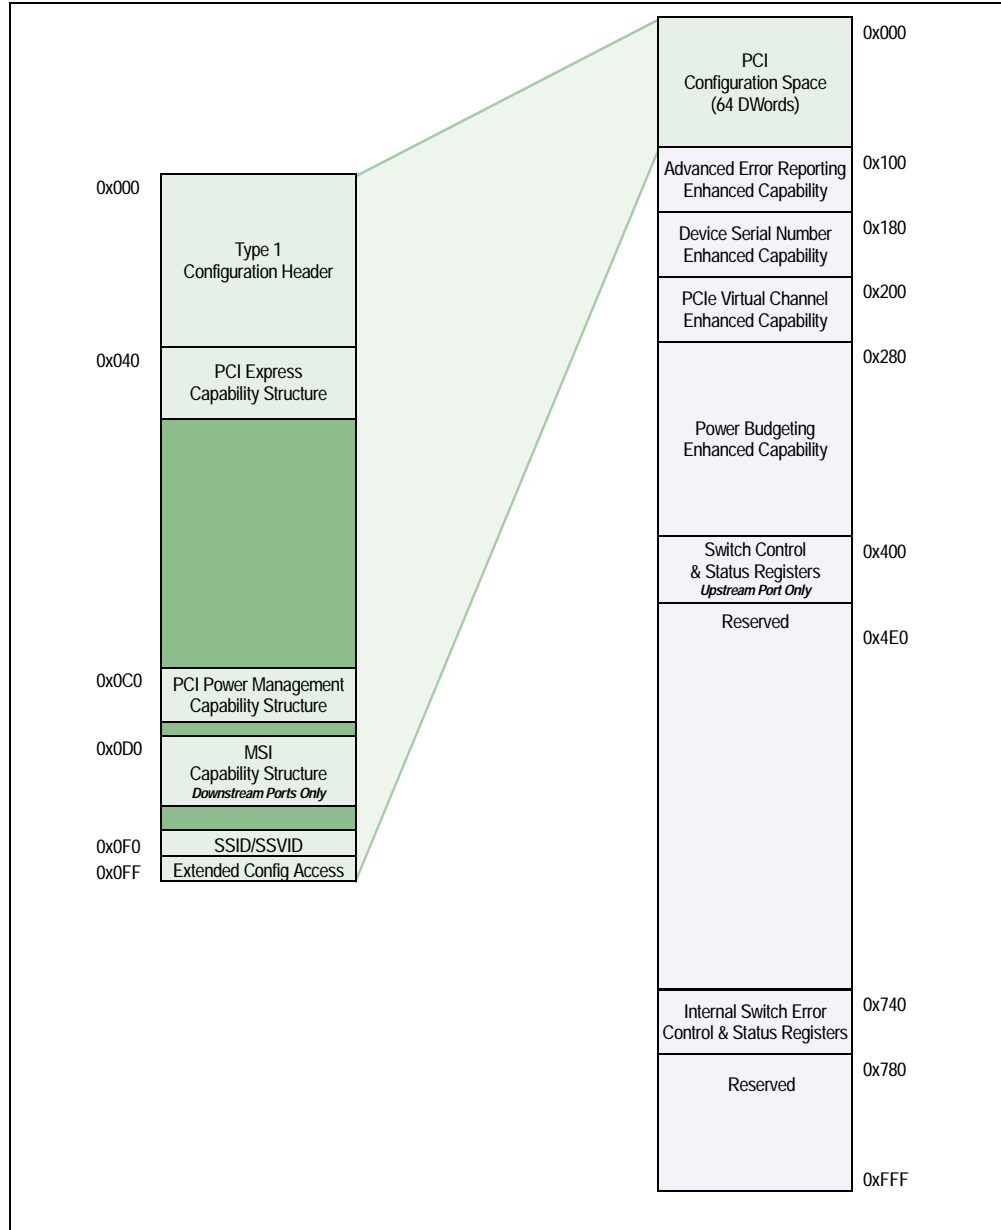 0x000
Type 1
Configuration Header
0x040
PCI Express
Capability Structure
0x0C0
PCI Power Management
Capability Structure
0x0D0
MSI
Capability Structure
Downstream Ports Only
0x0F0
SSID/SSVID
0x0FF
Extended Config Access
0x000
PCI
Configuration Space
(64 DWords)
0x100
Advanced Error Reporting
Enhanced Capability
0x180
Device Serial Number
Enhanced Capability
0x200
PCIe Virtual Channel
Enhanced Capability
0x280
Power Budgeting
Enhanced Capability
0x400
Switch Control
& Status Registers
Upstream Port Only
Reserved
0x4E0
0x740
Internal Switch Error
Control & Status Registers
0x780
Reserved
0xFFF